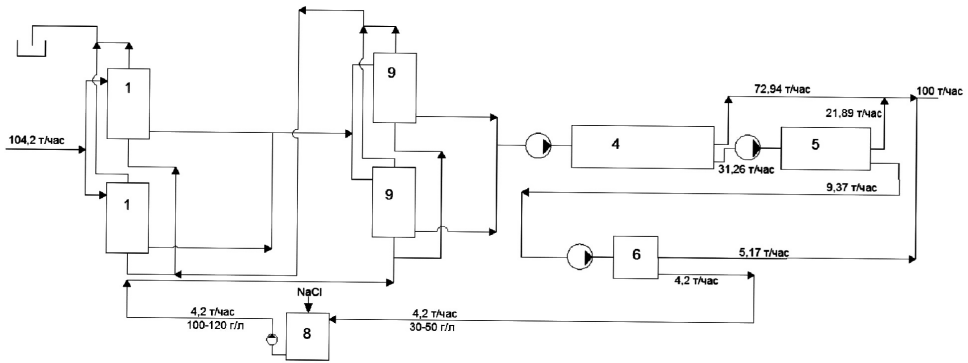 104,2 т/час
1
1
9
9
4
72,94 т/час
100 т/час
21,89 т/час
5
31,26 т/час
9,37 т/час
6
5,17 т/час
4,2 т/час
NaCl
8
4,2 т/час
100-120 г/л
4,2 т/час
30-50 г/л